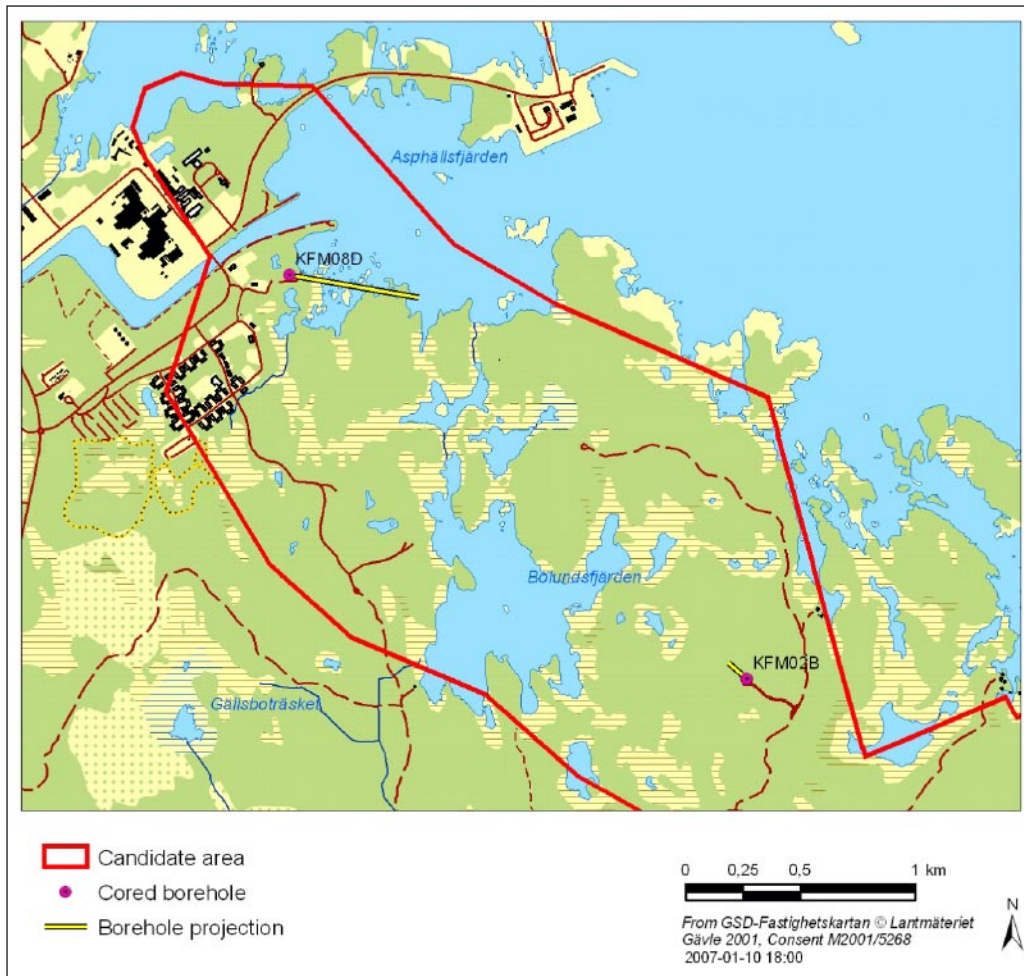 Asphällsfjärden
KFM08D
Bolundsfjärden
KFM02B
Gällsboträsket
Candidate area
Cored borehole
Borehole projection
0 0,25 0,5 1 km
From GSD-Fastighetskartan © Lantmäteriet
Gävle 2001, Consent M2001/5268
2007-01-10 18:00
N